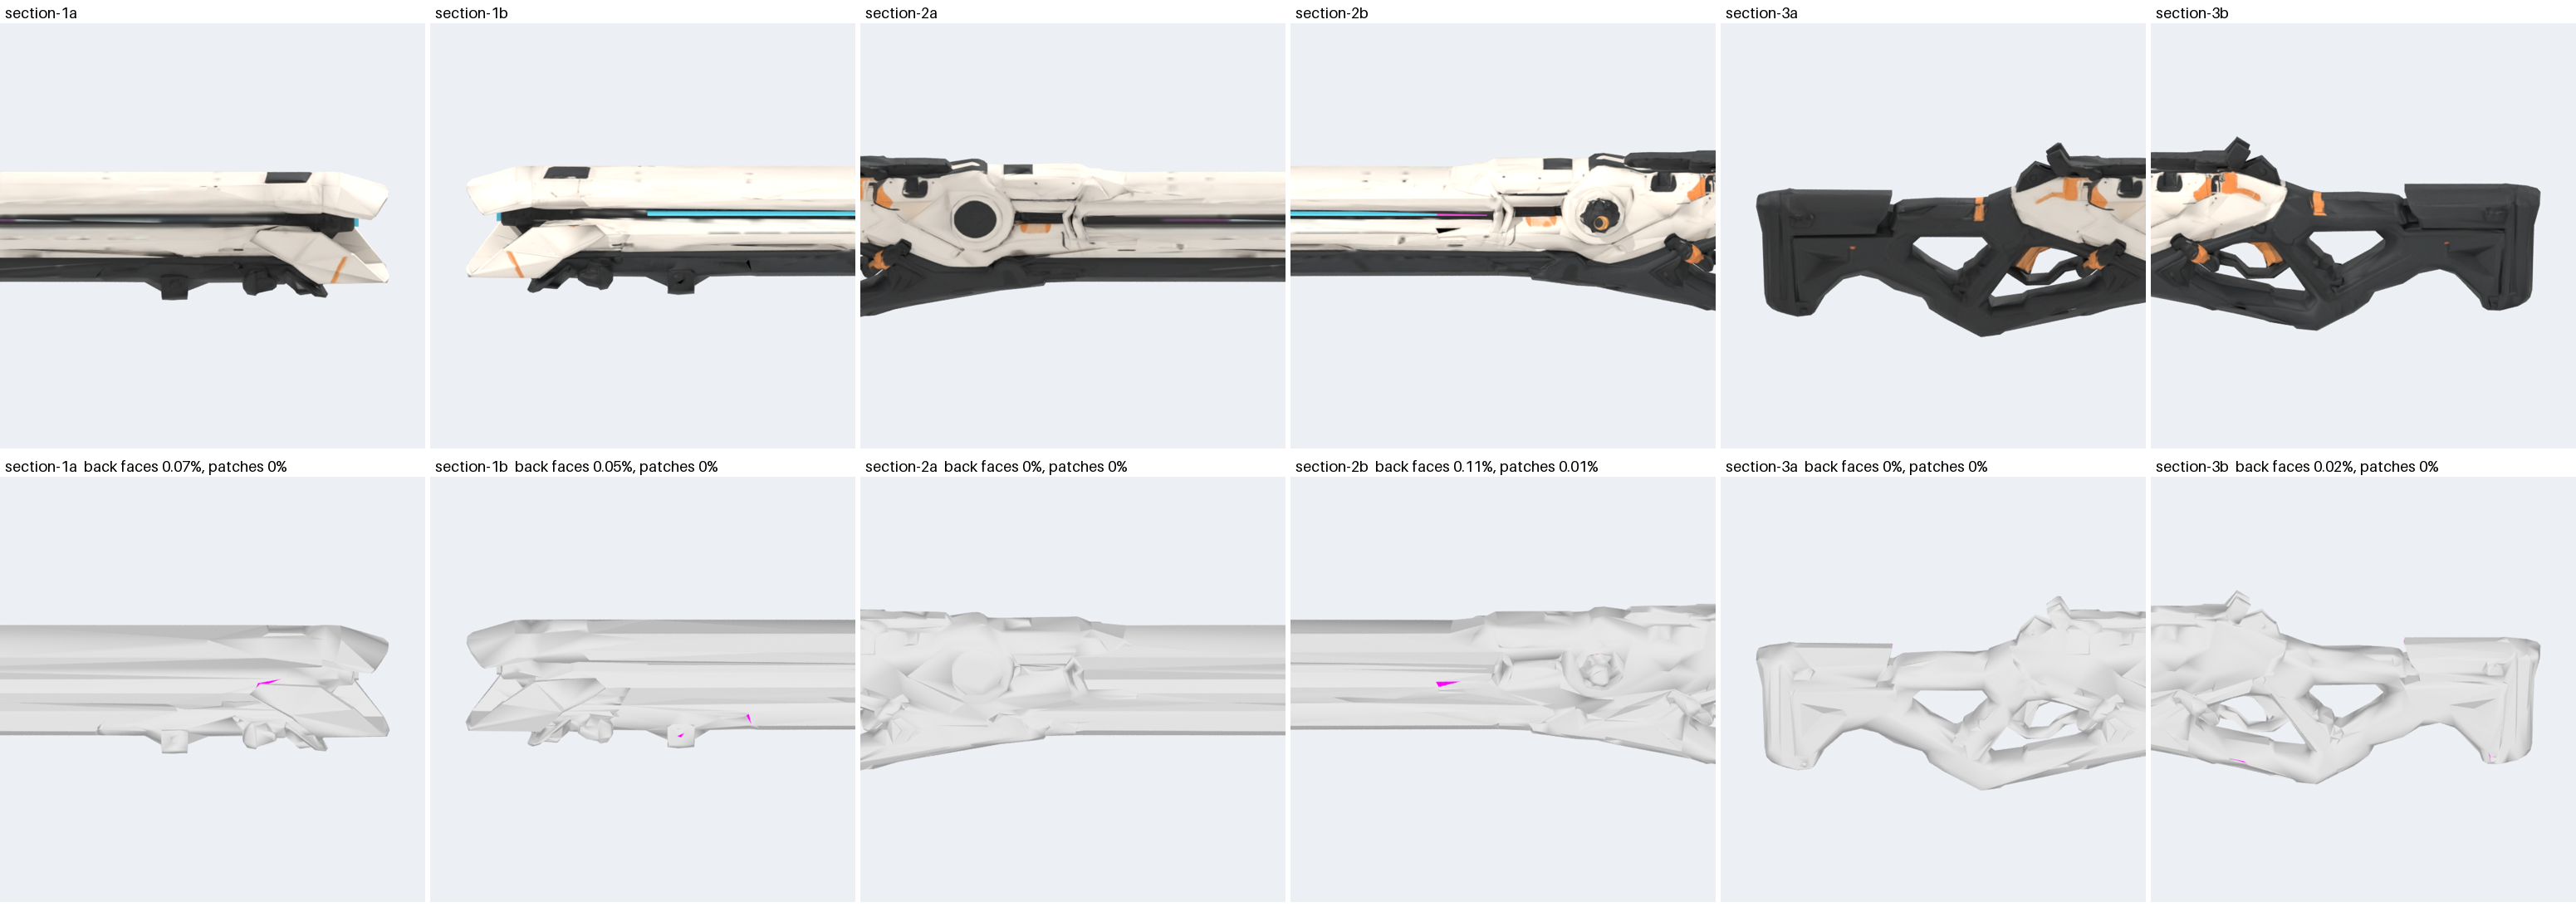 section-1a
section-1b
section-2a
section-2b
section-3a
section-3b
section-1a back faces 0.07%, patches 0%
section-1b back faces 0.05%, patches 0%
section-2a back faces 0%, patches 0%
section-2b back faces 0.11%, patches 0.01%
section-3a back faces 0%, patches 0%
section-3b back faces 0.02%, patches 0%